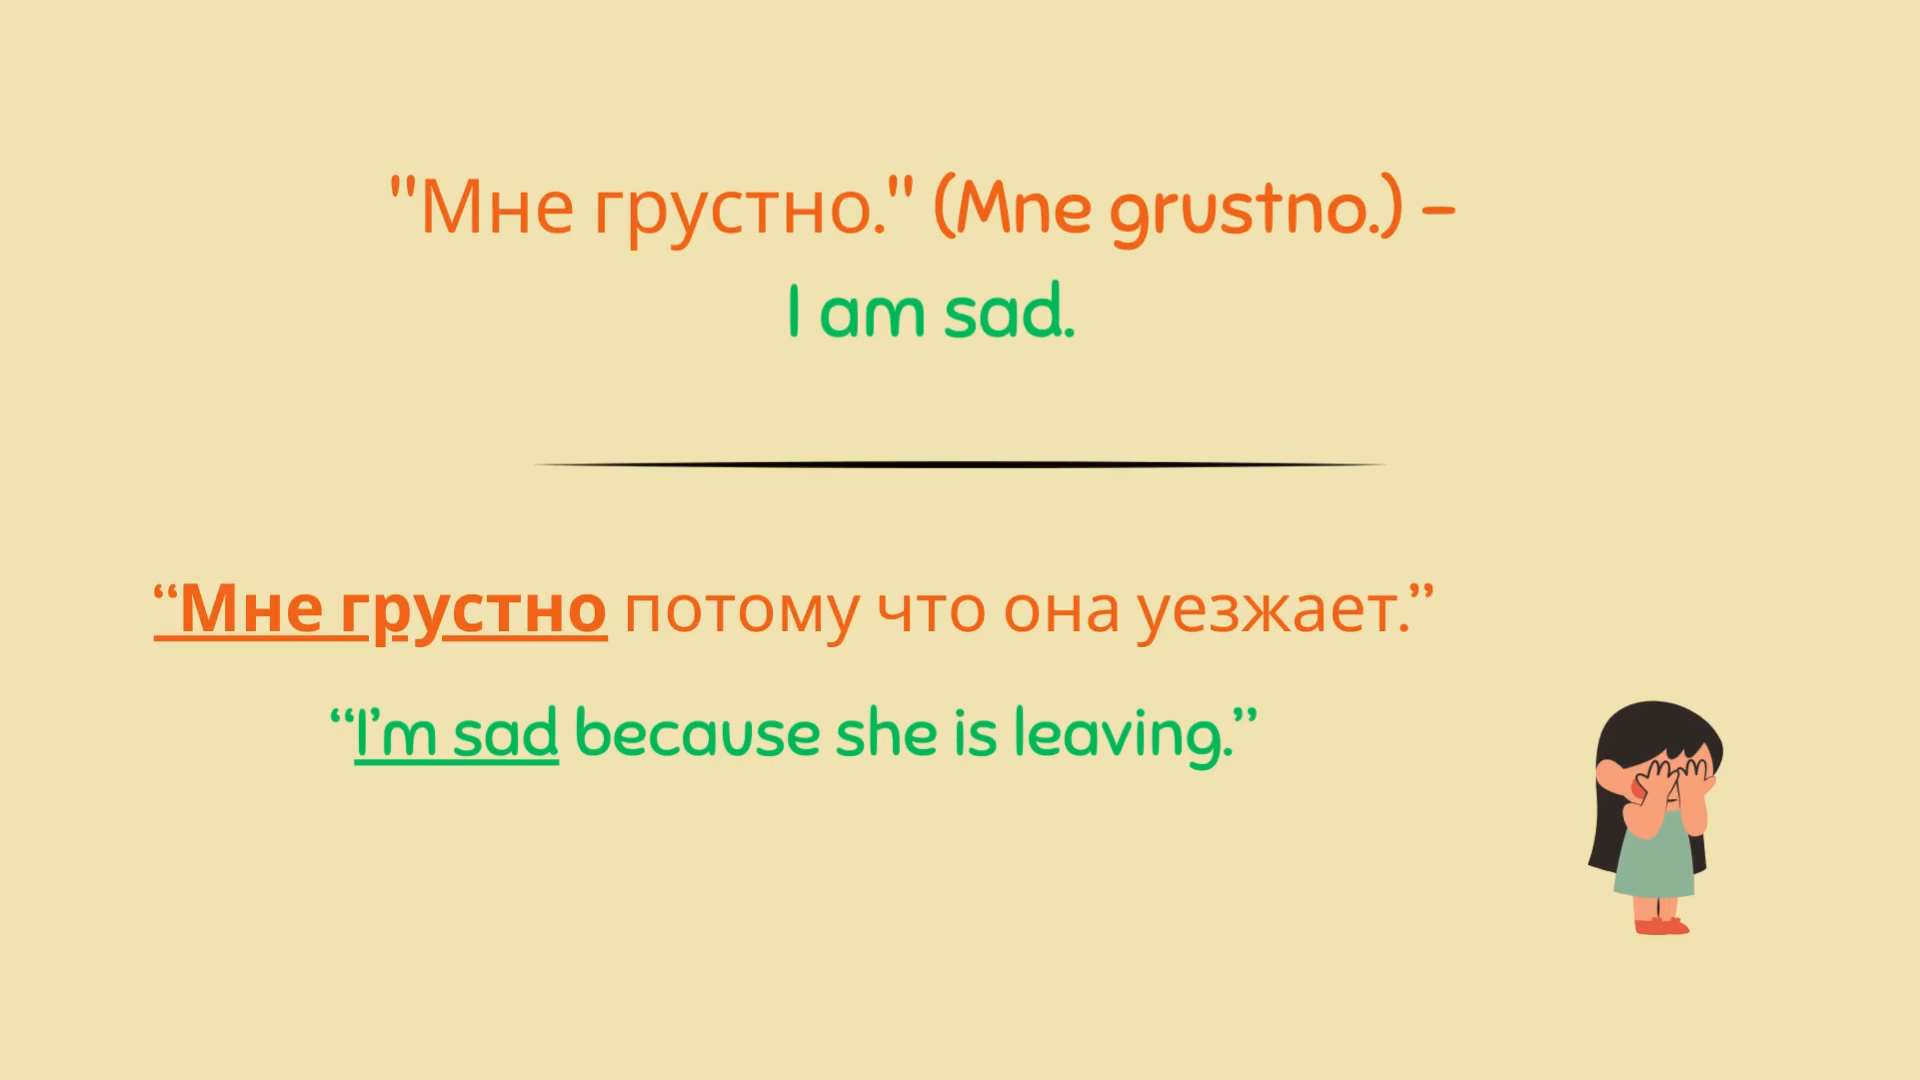 "Мне грустно." (Mne grustno.) –
I am sad.
“Мне грустно потому что она уезжает.”
“I’m sad because she is leaving.”